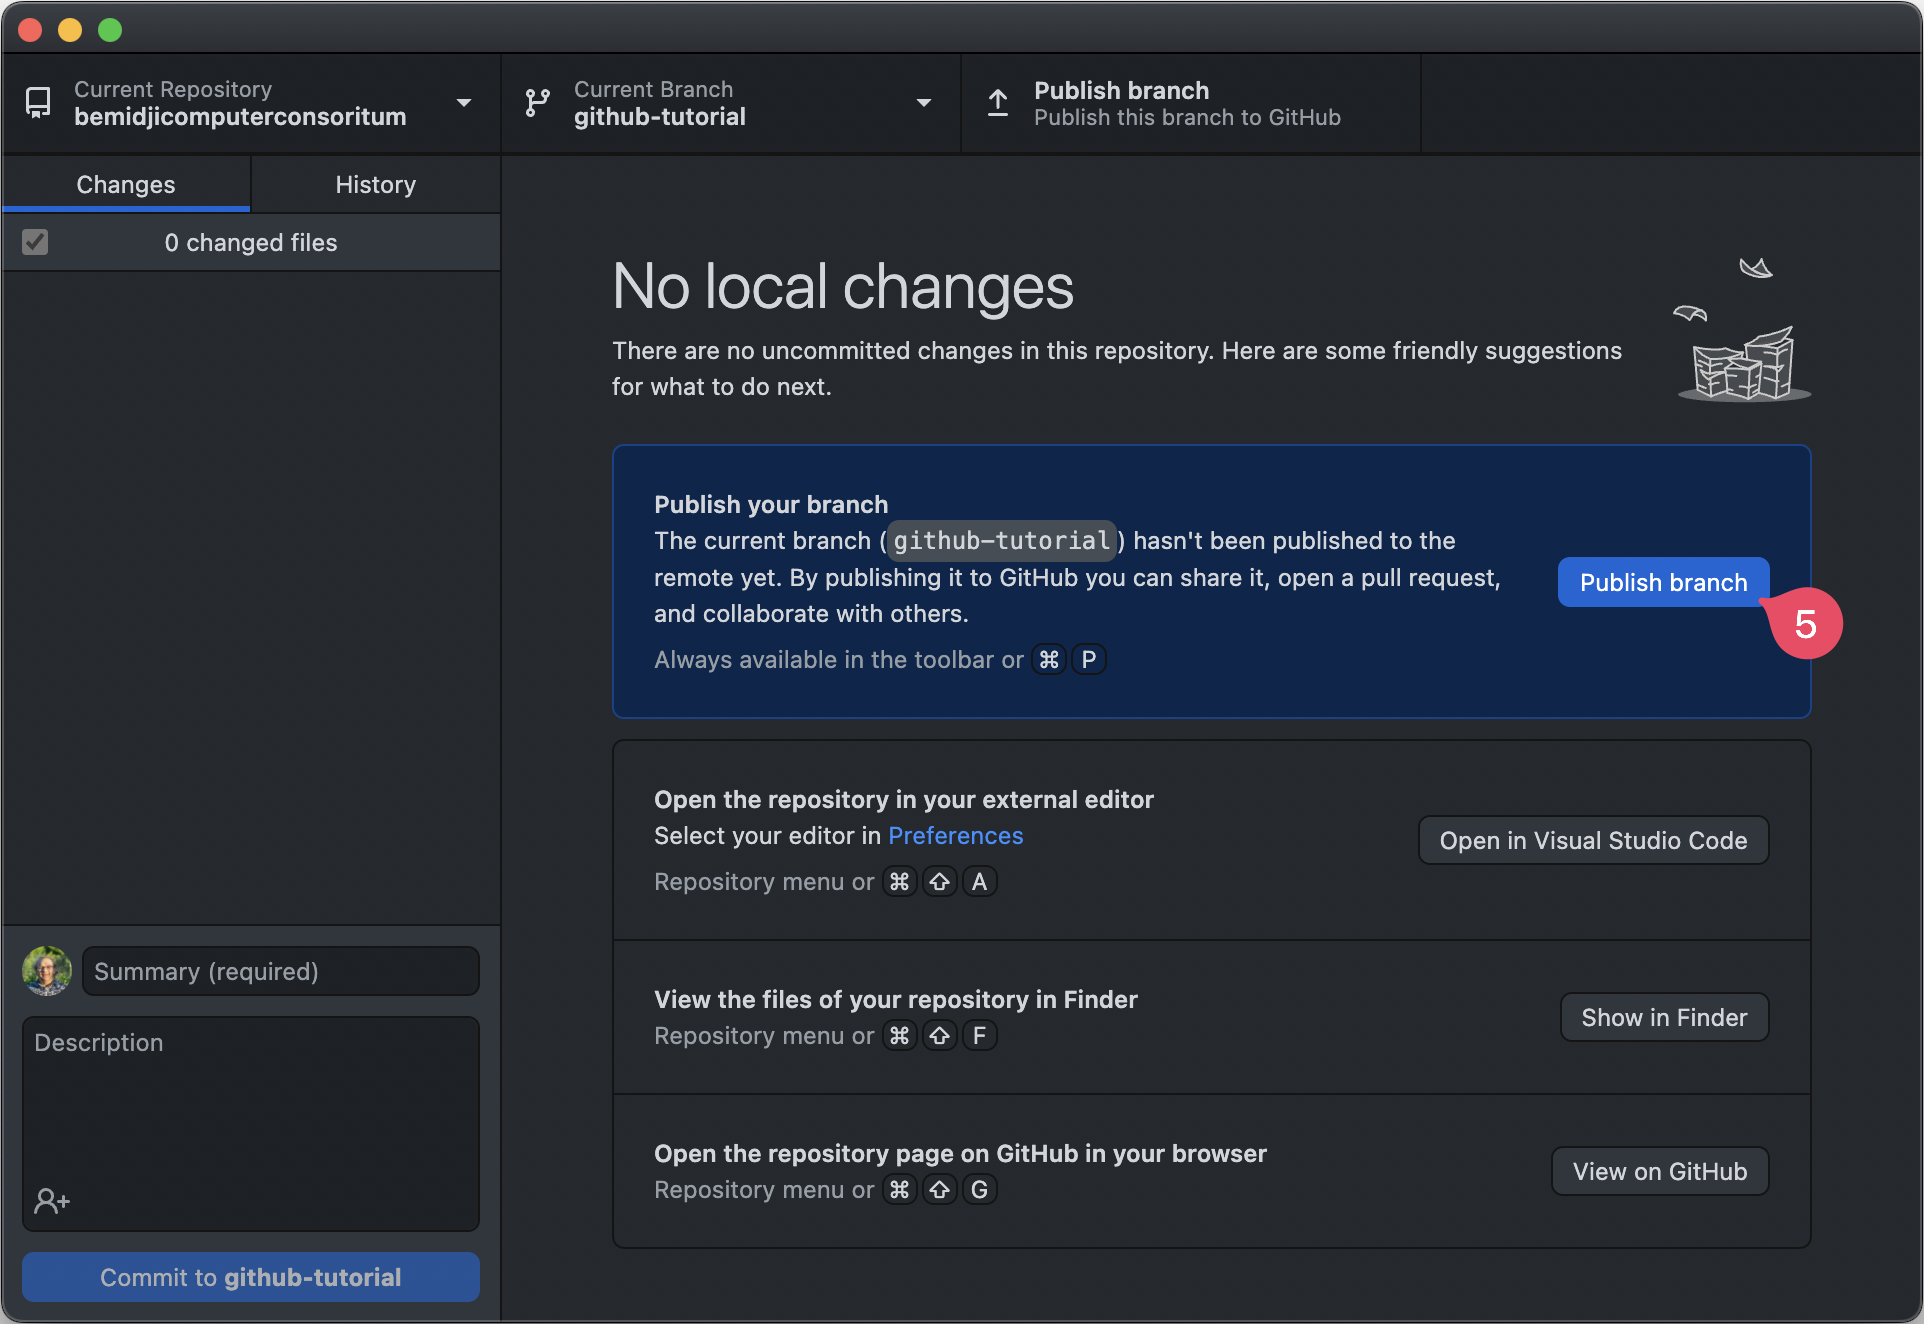 Current Repository
bemidjicomputerconsoritum
Current Branch
github-tutorial
Publish branch
Publish this branch to GitHub
Changes
History
0 changed files
No local changes
There are no uncommitted changes in this repository. Here are some friendly suggestions
for what to do next.
Publish your branch
The current branch (github-tutorial) hasn't been published to the
remote yet. By publishing it to GitHub you can share it, open a pull request,
and collaborate with others.
Always available in the toolbar or ⌘ P
Publish branch
5
Open the repository in your external editor
Select your editor in Preferences
Repository menu or ⌘ ⇧ A
Open in Visual Studio Code
View the files of your repository in Finder
Repository menu or ⌘ ⇧ F
Show in Finder
Open the repository page on GitHub in your browser
Repository menu or ⌘ ⇧ G
View on GitHub
Summary (required)
Description
Commit to github-tutorial